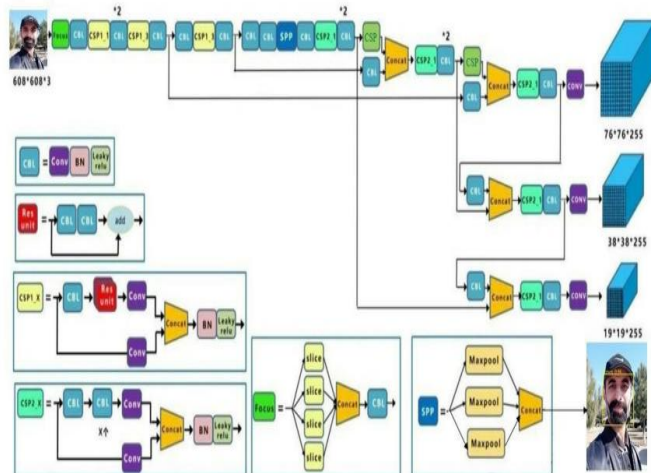 *2 *2
Focus CBL CSP1_1 CBL CSP1_3 CBL CBL CSP1_3 CBL CBL CBL SPP CSP2_1 CBL CSP
*2
608*608*3
CBL Concat CSP2_1 CBL CSP
CBL Concat CSP2_1 CBL CONV
76*76*255
CBL = Conv BN Leaky relu
CBL Concat CSP2_1 CBL CONV
38*38*255
Res unit = CBL CBL add
CBL Concat CSP2_1 CBL CONV
19*19*255
CSP1_X = CBL Res unit Conv Concat BN Leaky relu
Conv
Focus = slice slice slice slice Concat CBL
SPP = Maxpool Maxpool Maxpool Concat
CSP2_X = CBL CBL Conv Concat BN Leaky relu
X个
Conv